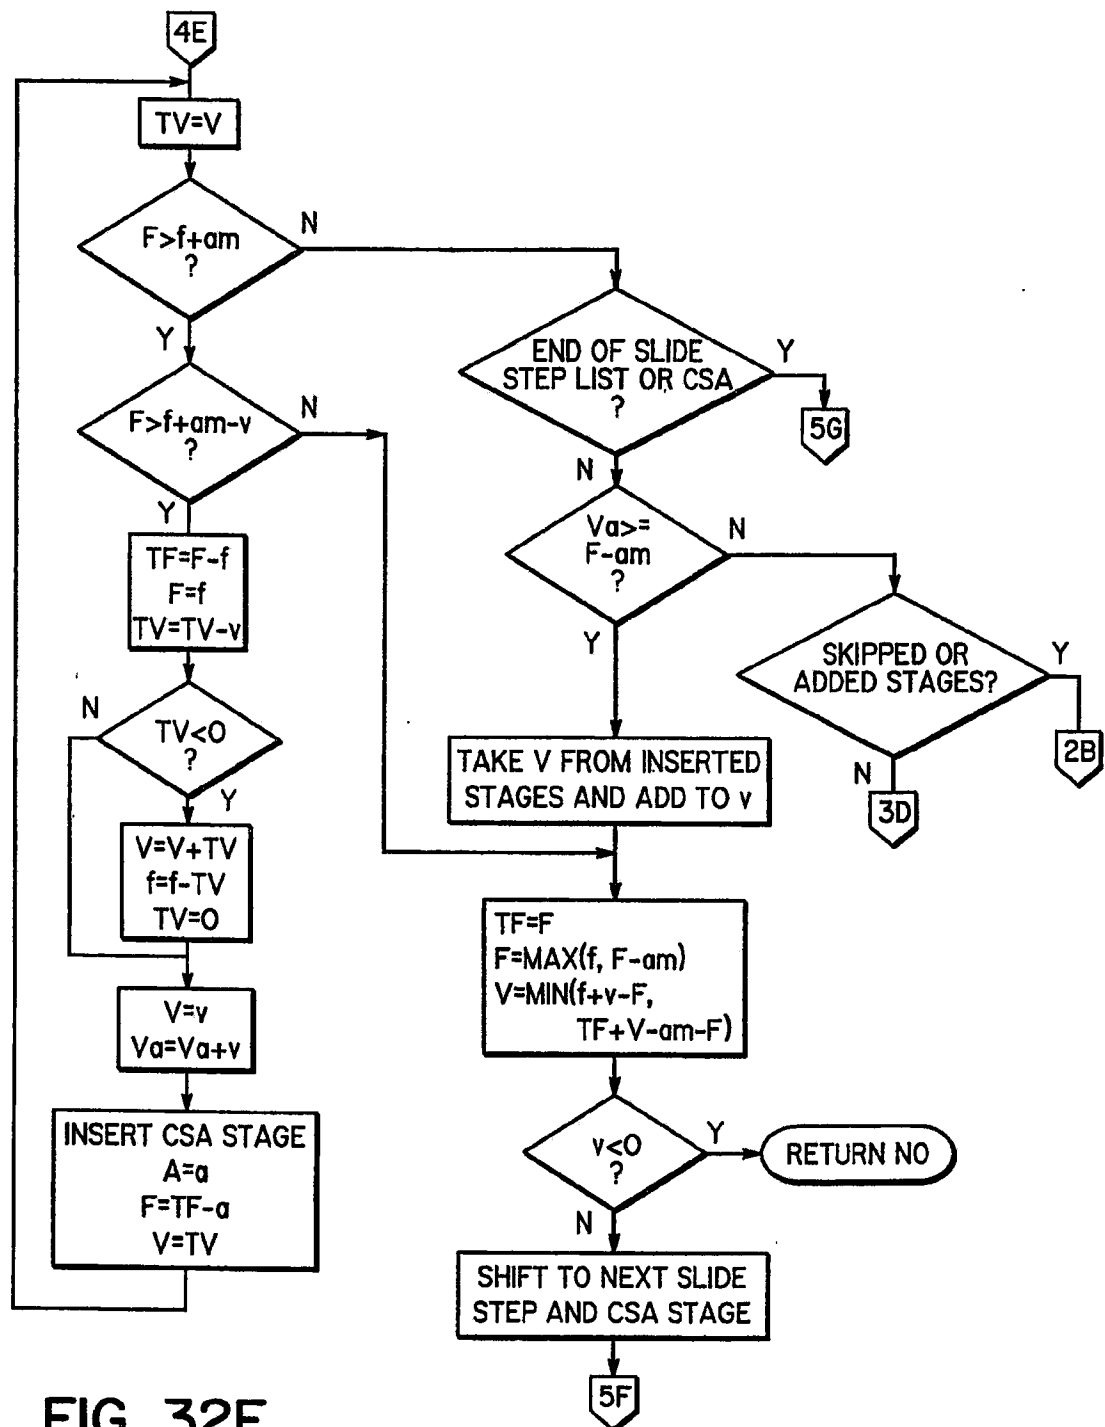 4E
TV=V
F>f+am
?
N
Y
F>f+am-v
?
N
Y
TF=F-f
F=f
TV=TV-v
TV<0
?
N
Y
V=V+TV
f=f-TV
TV=0
V=v
Va=Va+v
INSERT CSA STAGE
A=a
F=TF-a
V=TV
END OF SLIDE
STEP LIST OR CSA
?
Y
5G
N
Va>=
F-am
?
N
Y
SKIPPED OR
ADDED STAGES?
Y
2B
N
3D
TAKE V FROM INSERTED
STAGES AND ADD TO v
TF=F
F=MAX(f, F-am)
V=MIN(f+v-F,
TF+V-am-F)
v<0
?
Y
RETURN NO
N
SHIFT TO NEXT SLIDE
STEP AND CSA STAGE
5F